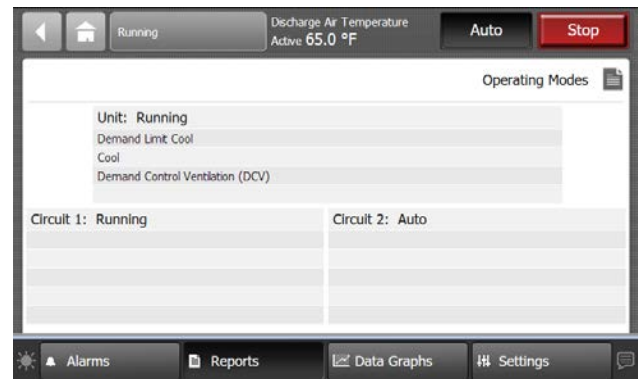 Running
Discharge Air Temperature
Active 65.0 °F
Auto
Stop
Operating Modes
Unit: Running
Demand Limit Cool
Cool
Demand Control Ventilation (DCV)
Circuit 1: Running
Circuit 2: Auto
Alarms
Reports
Data Graphs
Settings